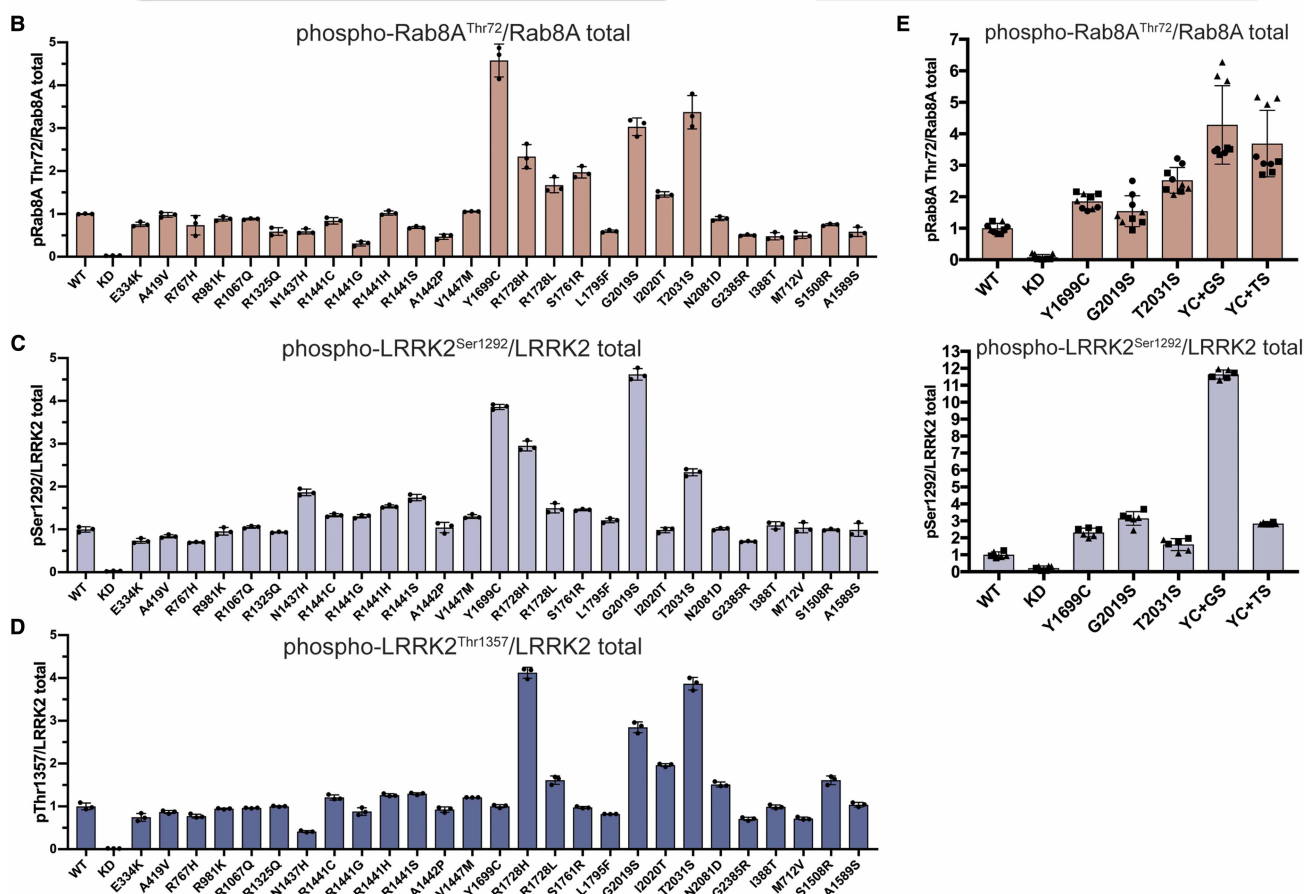 B
phospho-Rab8AThr72/Rab8A total
pRab8A Thr72/Rab8A total
5
4
3
2
1
0
WT KD E334K A419V R767H R981K R1067Q R1325Q N1437H R1441C R1441G R1441H R1441S A1442P V1447M Y1699C R1728H R1728L S1761R L1795F G2019S I2020T T2031S N2081D G2385R I388T M712V S1508R A1589S
C
phospho-LRRK2Ser1292/LRRK2 total
pSer1292/LRRK2 total
5
4
3
2
1
0
WT KD E334K A419V R767H R981K R1067Q R1325Q N1437H R1441C R1441G R1441H R1441S A1442P V1447M Y1699C R1728H R1728L S1761R L1795F G2019S I2020T T2031S N2081D G2385R I388T M712V S1508R A1589S
D
phospho-LRRK2Thr1357/LRRK2 total
pThr1357/LRRK2 total
5
4
3
2
1
0
WT KD E334K A419V R767H R981K R1067Q R1325Q N1437H R1441C R1441G R1441H R1441S A1442P V1447M Y1699C R1728H R1728L S1761R L1795F G2019S I2020T T2031S N2081D G2385R I388T M712V S1508R A1589S
E
phospho-Rab8AThr72/Rab8A total
pRab8A Thr72/Rab8A total
7
6
5
4
3
2
1
0
WT KD Y1699C G2019S T2031S YC+GS YC+TS
phospho-LRRK2Ser1292/LRRK2 total
pSer1292/LRRK2 total
13
12
11
10
9
8
7
6
5
4
3
2
1
0
WT KD Y1699C G2019S T2031S YC+GS YC+TS